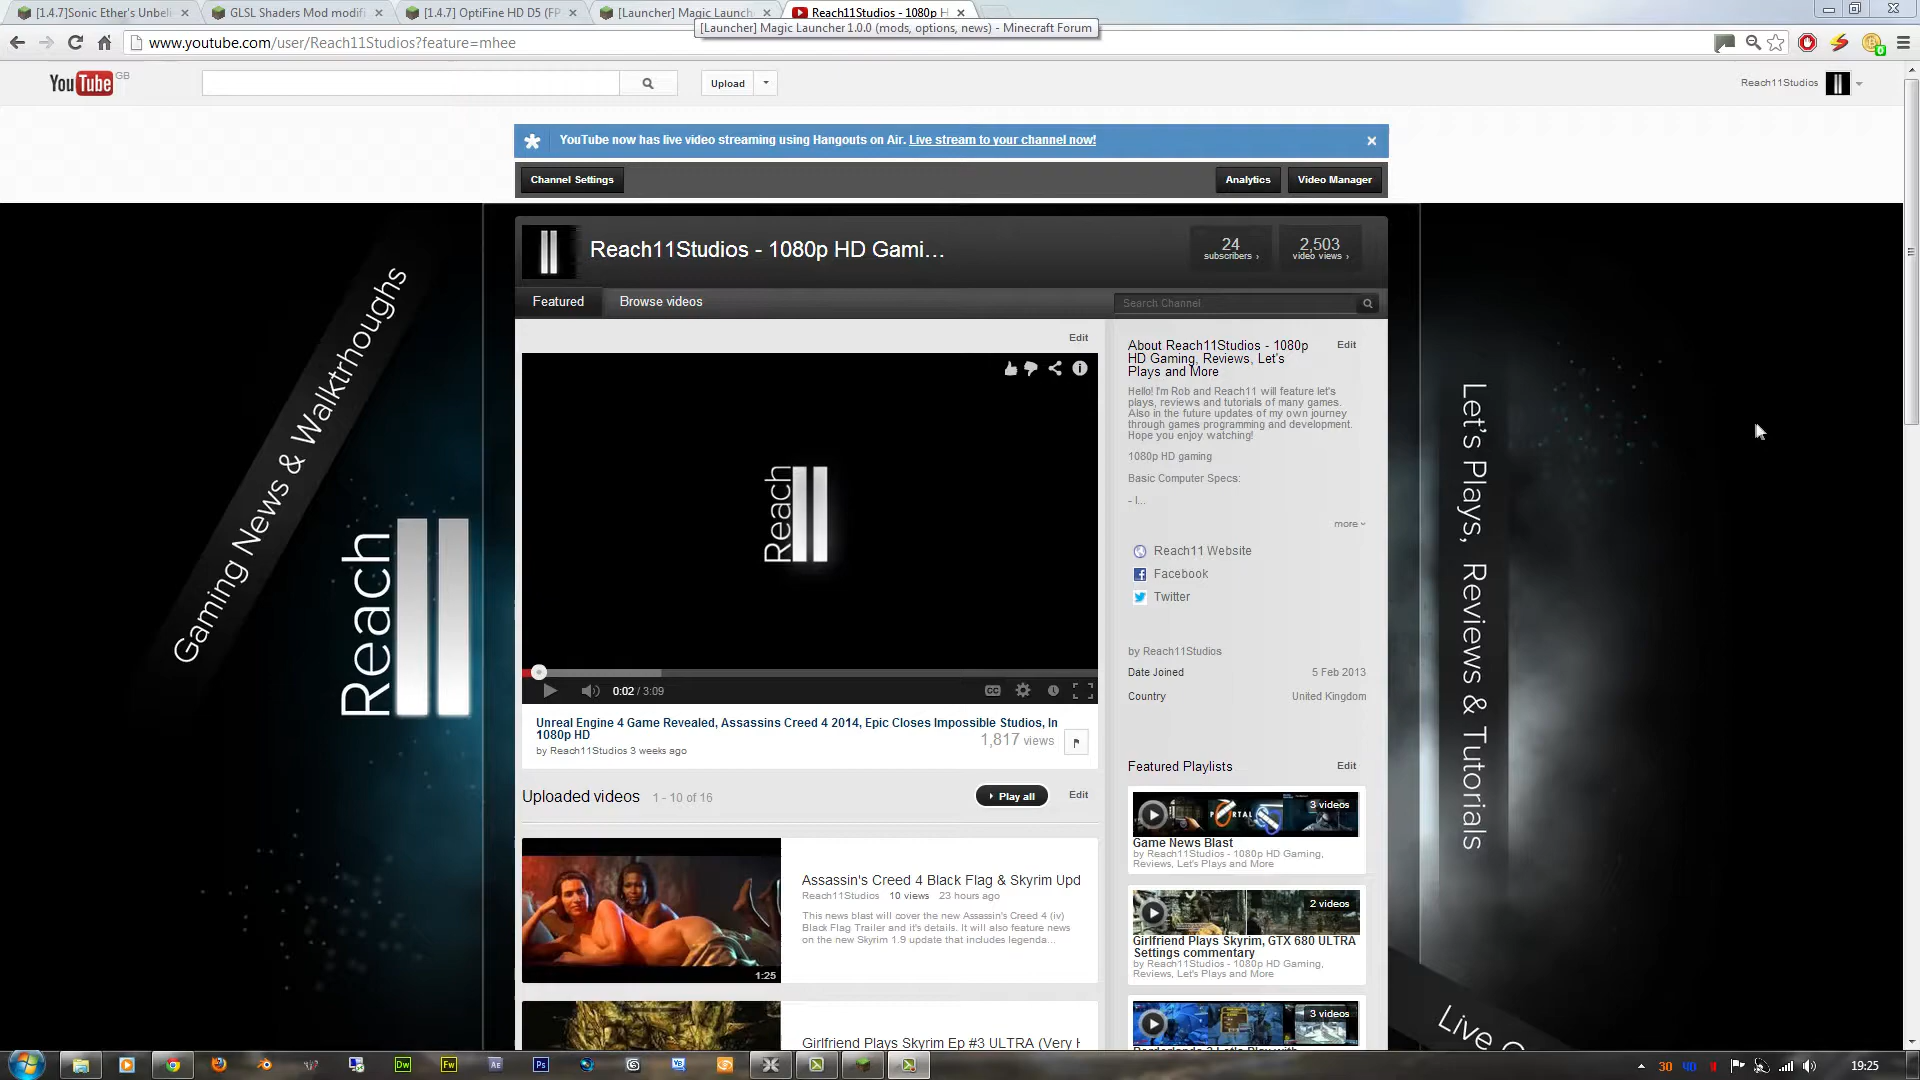 [1.4.7]Sonic Ether's Unbeli
GLSL Shaders Mod modifi
[1.4.7] OptiFine HD D5 (FP
[Launcher] Magic Launch
Reach11Studios - 1080p H
[Launcher] Magic Launcher 1.0.0 (mods, options, news) - Minecraft Forum
www.youtube.com/user/Reach11Studios?feature=mhee
YouTube GB
Upload
Reach11Studios
YouTube now has live video streaming using Hangouts on Air. Live stream to your channel now!
Channel Settings
Analytics
Video Manager
Reach11Studios - 1080p HD Gami...
24
subscribers ›
2,503
video views ›
Featured
Browse videos
Search Channel
Gaming News & Walkthroughs
Reach
Edit
Reach
0:02 / 3:09
CC
Unreal Engine 4 Game Revealed, Assassins Creed 4 2014, Epic Closes Impossible Studios, In
1080p HD
by Reach11Studios 3 weeks ago
1,817 views
Uploaded videos 1 - 10 of 16
Play all
Edit
1:25
Assassin's Creed 4 Black Flag & Skyrim Upd
Reach11Studios 10 views 23 hours ago
This news blast will cover the new Assassin's Creed 4 (iv)
Black Flag Trailer and it's details. It will also feature news
on the new Skyrim 1.9 update that includes legenda...
Girlfriend Plays Skyrim Ep #3 ULTRA (Very H
About Reach11Studios - 1080p
HD Gaming, Reviews, Let's
Plays and More
Edit
Hello! I'm Rob and Reach11 will feature let's
plays, reviews and tutorials of many games.
Also in the future updates of my own journey
through games programming and development.
Hope you enjoy watching!
1080p HD gaming
Basic Computer Specs:
- I...
more
Reach11 Website
Facebook
Twitter
by Reach11Studios
Date Joined 5 Feb 2013
Country United Kingdom
Featured Playlists
Edit
3 videos
PORTAL
Game News Blast
by Reach11Studios - 1080p HD Gaming,
Reviews, Let's Plays and More
2 videos
Girlfriend Plays Skyrim, GTX 680 ULTRA
Settings commentary
by Reach11Studios - 1080p HD Gaming,
Reviews, Let's Plays and More
3 videos
Let's Plays, Reviews & Tutorials
Live
Dw
Fw
Ae
Ps
30
40
19:25